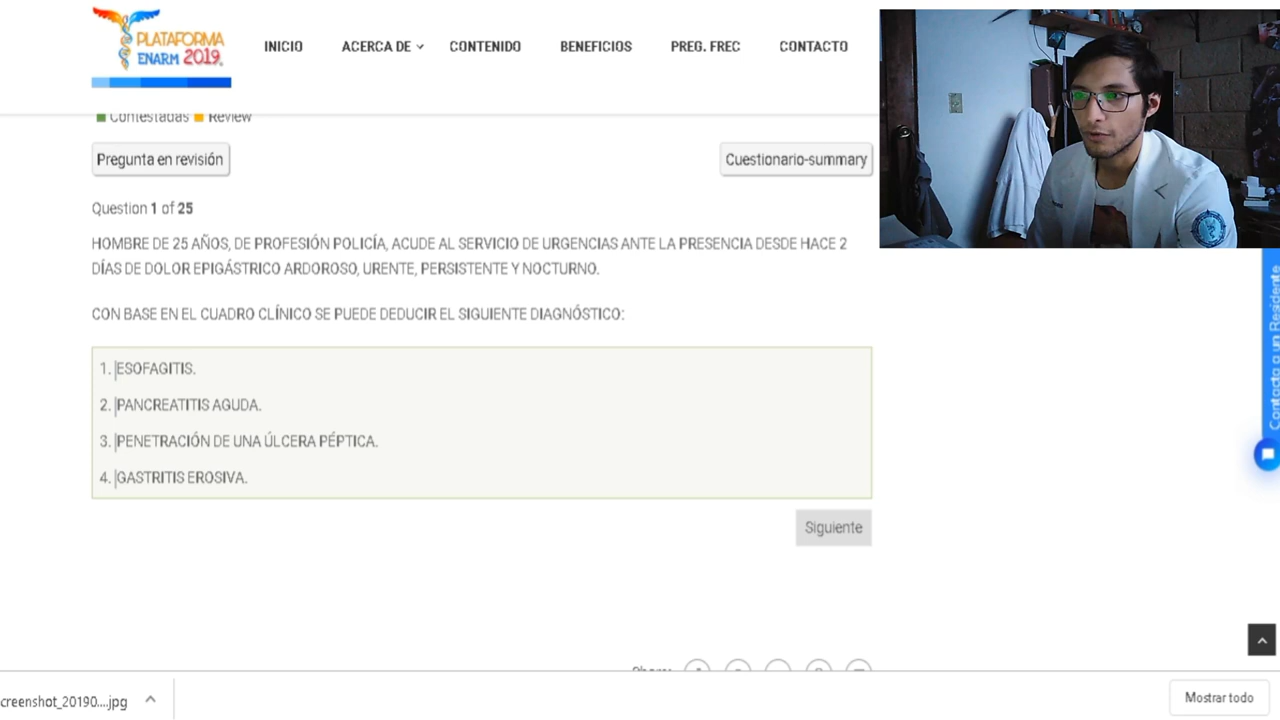 PLATAFORMA
ENARM 2019
INICIO
ACERCA DE
CONTENIDO
BENEFICIOS
PREG. FREC
CONTACTO
Contestadas Review
Pregunta en revisión
Cuestionario-summary
Question 1 of 25
HOMBRE DE 25 AÑOS, DE PROFESIÓN POLICÍA, ACUDE AL SERVICIO DE URGENCIAS ANTE LA PRESENCIA DESDE HACE 2
DÍAS DE DOLOR EPIGÁSTRICO ARDOROSO, URENTE, PERSISTENTE Y NOCTURNO.
CON BASE EN EL CUADRO CLÍNICO SE PUEDE DEDUCIR EL SIGUIENTE DIAGNÓSTICO:
1. ESOFAGITIS.
2. PANCREATITIS AGUDA.
3. PENETRACIÓN DE UNA ÚLCERA PÉPTICA.
4. GASTRITIS EROSIVA.
Siguiente
Contacta a un Residente
creenshot_20190....jpg
Mostrar todo